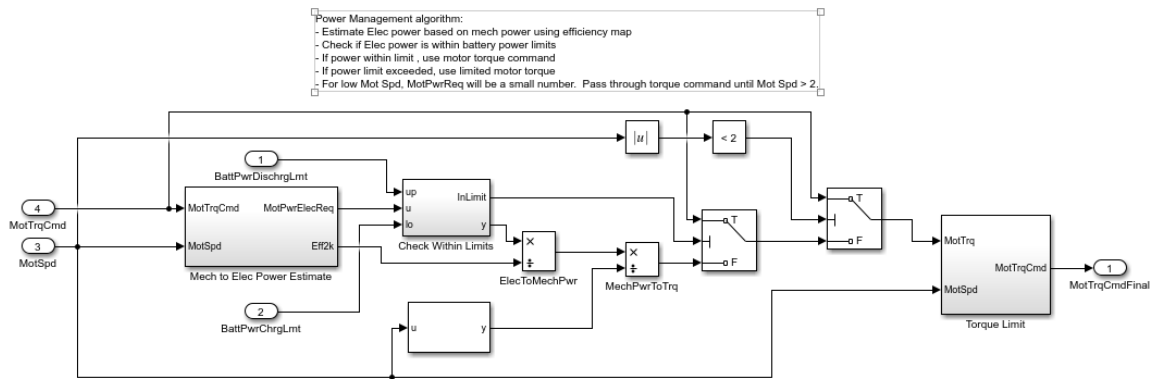 Power Management algorithm:
- Estimate Elec power based on mech power using efficiency map
- Check if Elec power is within battery power limits
- If power within limit , use motor torque command
- If power limit exceeded, use limited motor torque
- For low Mot Spd, MotPwrReq will be a small number.  Pass through torque command until Mot Spd > 2.
|u|
< 2
1
BattPwrDischrgLmt
4
MotTrqCmd
3
MotSpd
MotTrqCmd
MotSpd
MotPwrElecReq
Eff2k
Mech to Elec Power Estimate
2
BattPwrChrgLmt
up
u
lo
InLimit
y
Check Within Limits
×
÷
ElecToMechPwr
u
y
×
÷
MechPwrToTrq
T
F
T
F
MotTrq
MotSpd
MotTrqCmd
Torque Limit
1
MotTrqCmdFinal